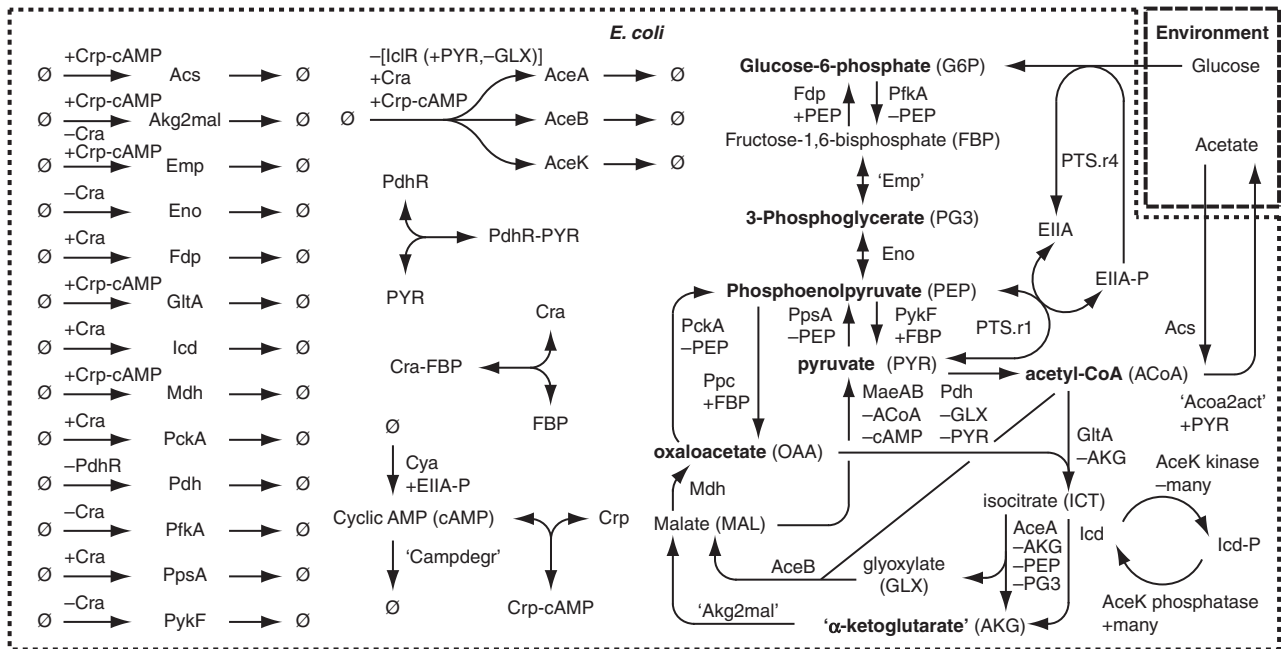 E. coli
Environment
+Crp-cAMP
Ø Acs Ø
+Crp-cAMP
Ø Akg2mal Ø
–Cra
+Crp-cAMP
Ø Emp Ø
–Cra
Ø Eno Ø
+Cra
Ø Fdp Ø
+Crp-cAMP
Ø GltA Ø
+Cra
Ø Icd Ø
+Crp-cAMP
Ø Mdh Ø
+Cra
Ø PckA Ø
–PdhR
Ø Pdh Ø
–Cra
Ø PfkA Ø
+Cra
Ø PpsA Ø
–Cra
Ø PykF Ø
–[IclR (+PYR,–GLX)]
+Cra
+Crp-cAMP
Ø
AceA Ø
AceB Ø
AceK Ø
PdhR
PdhR-PYR
PYR
Cra
Cra-FBP
FBP
Ø
Cya
+EIIA-P
Cyclic AMP (cAMP)
Crp
'Campdegr'
Ø
Crp-cAMP
Glucose-6-phosphate (G6P)
Glucose
Fdp
+PEP
PfkA
–PEP
Fructose-1,6-bisphosphate (FBP)
Acetate
PTS.r4
'Emp'
3-Phosphoglycerate (PG3)
EIIA
Eno
EIIA-P
Phosphoenolpyruvate (PEP)
PckA
–PEP
PpsA
–PEP
PykF
+FBP
PTS.r1
Acs
pyruvate (PYR)
acetyl-CoA (ACoA)
Ppc
+FBP
MaeAB
–ACoA
–cAMP
Pdh
–GLX
–PYR
'Acoa2act'
+PYR
GltA
–AKG
oxaloacetate (OAA)
AceK kinase
–many
Mdh
isocitrate (ICT)
Malate (MAL)
AceA
–AKG
–PEP
–PG3
Icd
Icd-P
AceB
glyoxylate
(GLX)
AceK phosphatase
+many
'Akg2mal'
'α-ketoglutarate' (AKG)